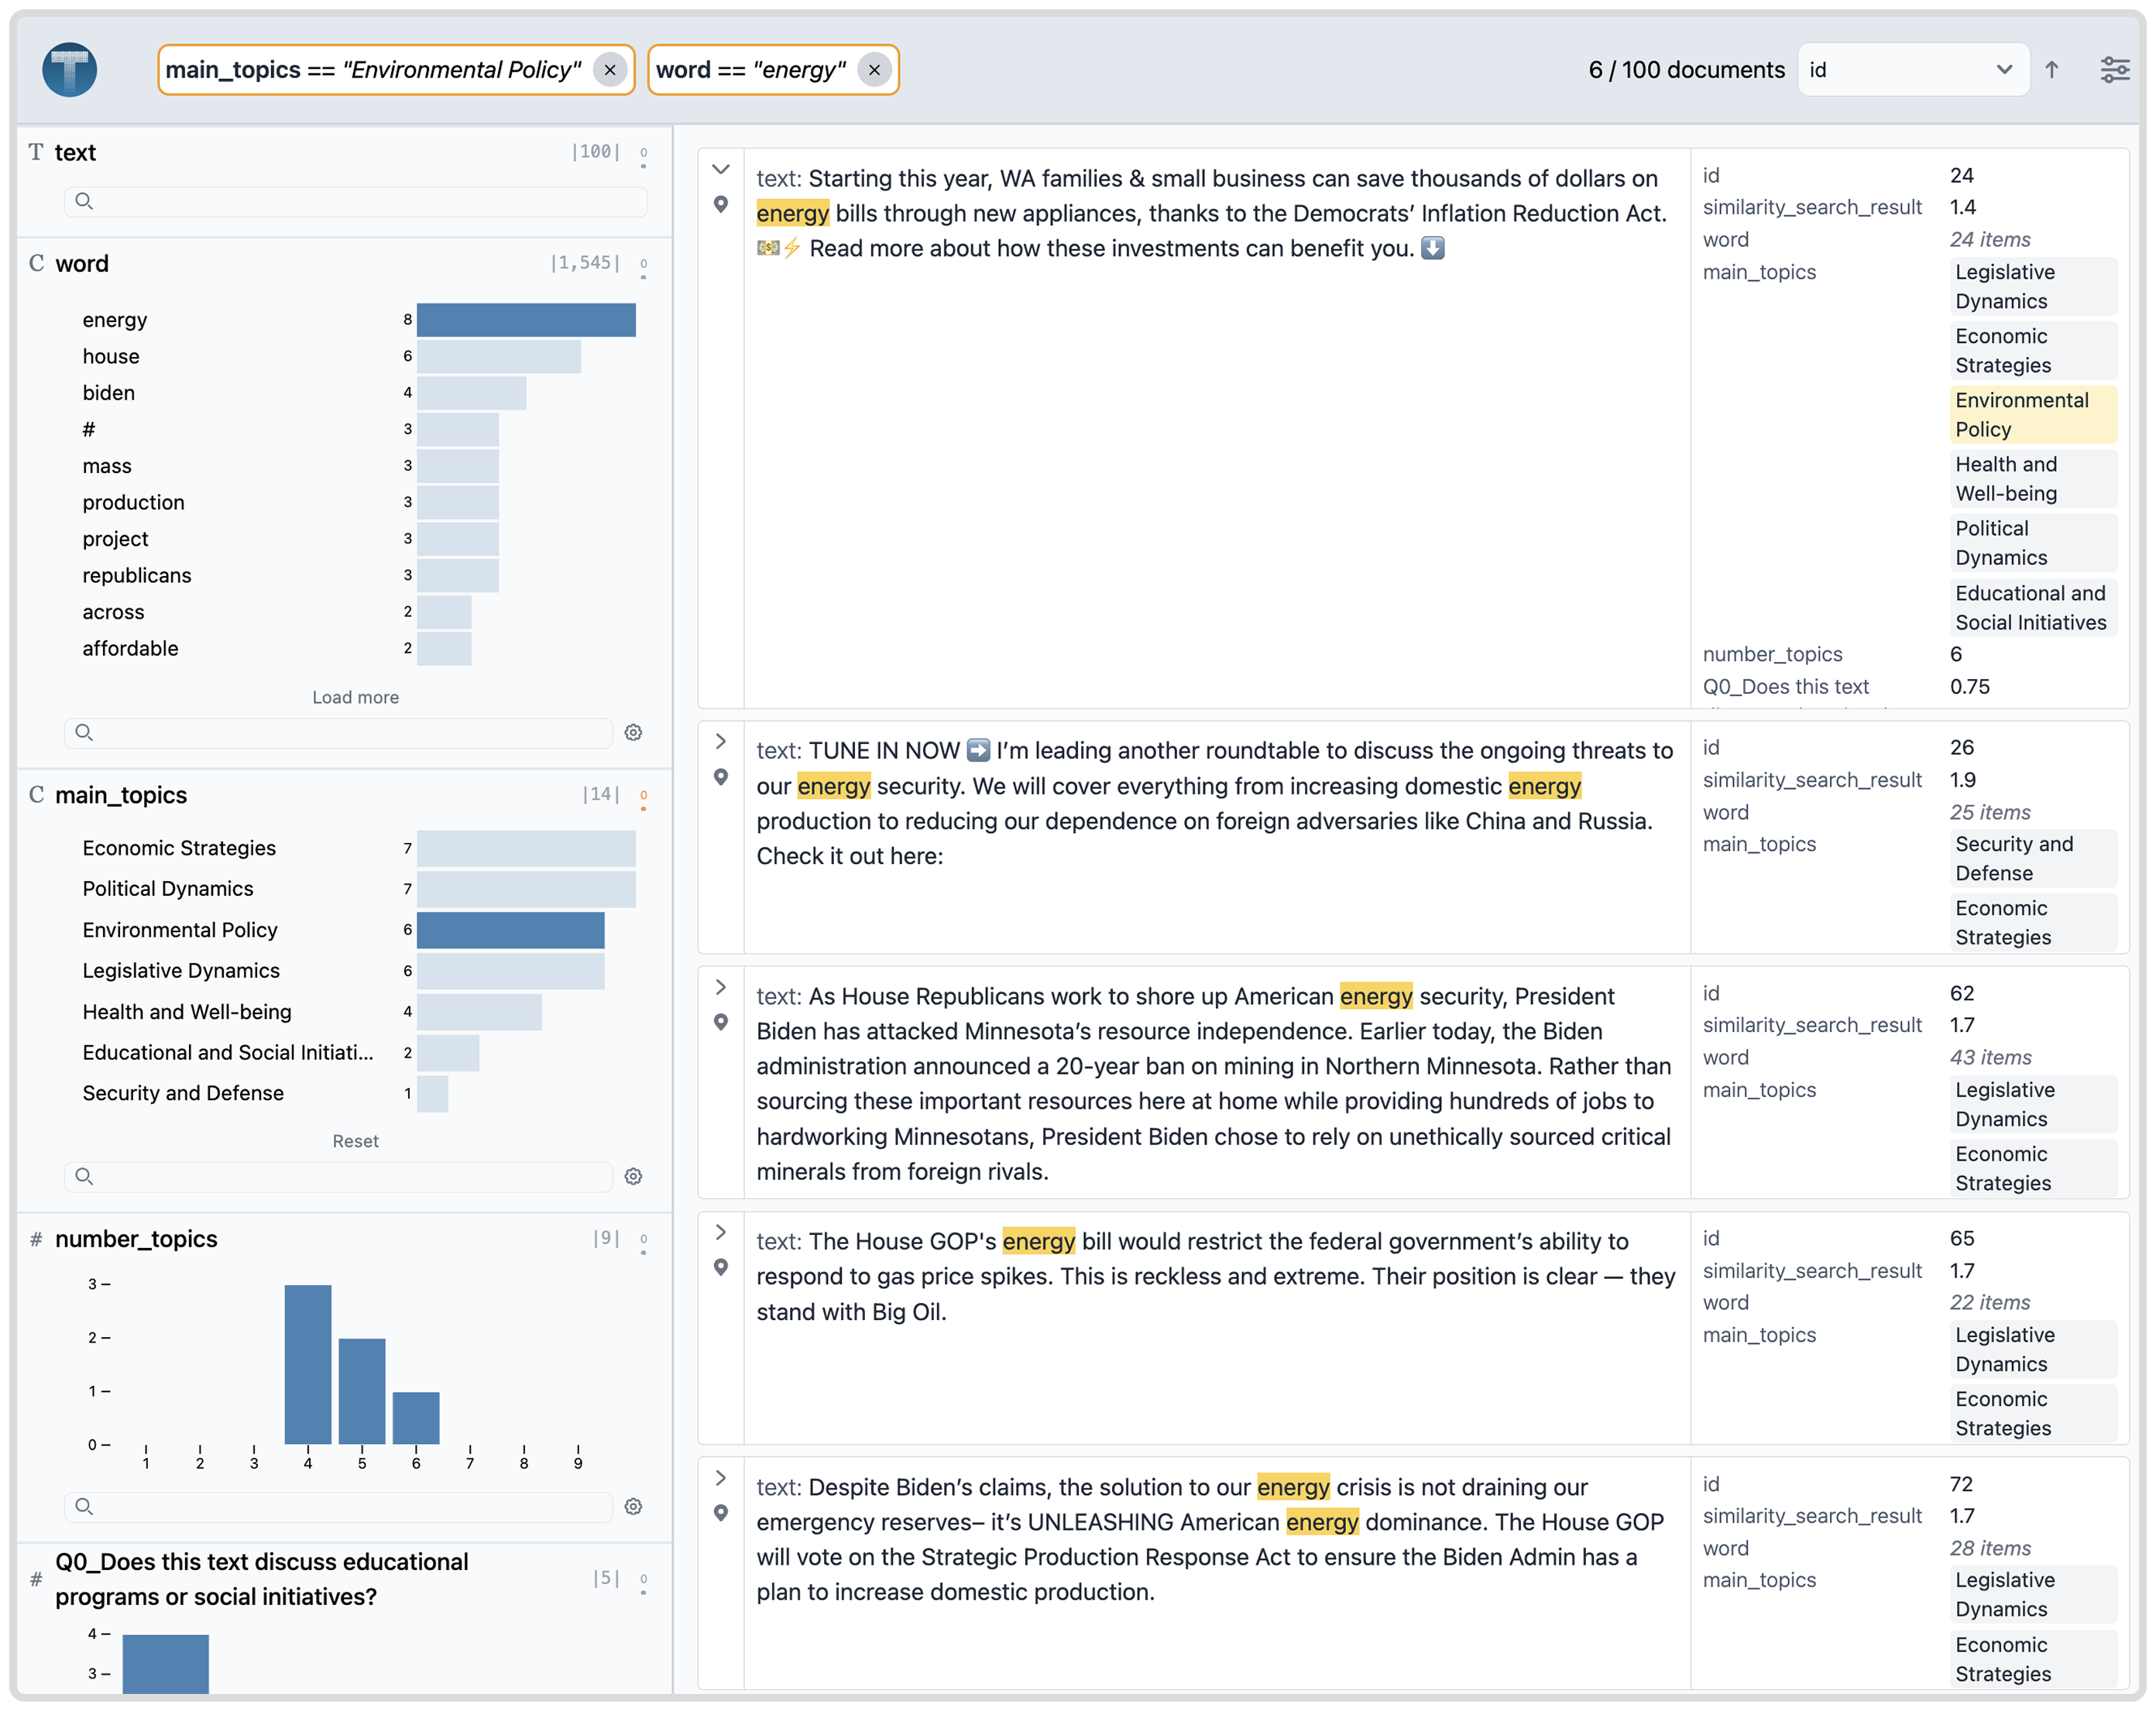 T
main_topics == "Environmental Policy" ×
word == "energy" ×
6 / 100 documents
id
T text |100| 0
C word |1,545| 0
energy 8
house 6
biden 4
# 3
mass 3
production 3
project 3
republicans 3
across 2
affordable 2
Load more
C main_topics |14| 0
Economic Strategies 7
Political Dynamics 7
Environmental Policy 6
Legislative Dynamics 6
Health and Well-being 4
Educational and Social Initiati... 2
Security and Defense 1
Reset
# number_topics |9| 0
3
2
1
0
1 2 3 4 5 6 7 8 9
# Q0_Does this text discuss educational
programs or social initiatives? |5| 0
4
3
text: Starting this year, WA families & small business can save thousands of dollars on
energy bills through new appliances, thanks to the Democrats’ Inflation Reduction Act.
💵⚡ Read more about how these investments can benefit you. ⬇️
id 24
similarity_search_result 1.4
word 24 items
main_topics Legislative
Dynamics
Economic
Strategies
Environmental
Policy
Health and
Well-being
Political
Dynamics
Educational and
Social Initiatives
number_topics 6
Q0_Does this text 0.75
text: TUNE IN NOW ➡️ I’m leading another roundtable to discuss the ongoing threats to
our energy security. We will cover everything from increasing domestic energy
production to reducing our dependence on foreign adversaries like China and Russia.
Check it out here:
id 26
similarity_search_result 1.9
word 25 items
main_topics Security and
Defense
Economic
Strategies
text: As House Republicans work to shore up American energy security, President
Biden has attacked Minnesota’s resource independence. Earlier today, the Biden
administration announced a 20-year ban on mining in Northern Minnesota. Rather than
sourcing these important resources here at home while providing hundreds of jobs to
hardworking Minnesotans, President Biden chose to rely on unethically sourced critical
minerals from foreign rivals.
id 62
similarity_search_result 1.7
word 43 items
main_topics Legislative
Dynamics
Economic
Strategies
text: The House GOP's energy bill would restrict the federal government’s ability to
respond to gas price spikes. This is reckless and extreme. Their position is clear — they
stand with Big Oil.
id 65
similarity_search_result 1.7
word 22 items
main_topics Legislative
Dynamics
Economic
Strategies
text: Despite Biden’s claims, the solution to our energy crisis is not draining our
emergency reserves– it’s UNLEASHING American energy dominance. The House GOP
will vote on the Strategic Production Response Act to ensure the Biden Admin has a
plan to increase domestic production.
id 72
similarity_search_result 1.7
word 28 items
main_topics Legislative
Dynamics
Economic
Strategies